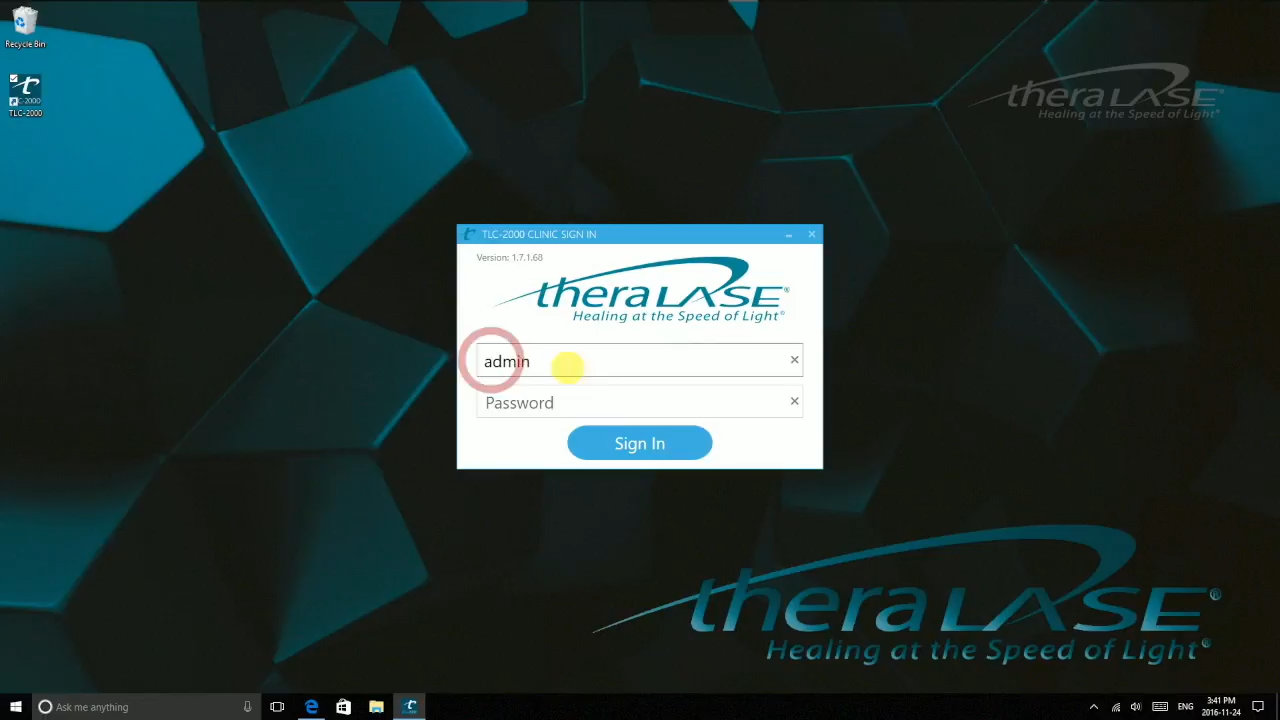 Recycle Bin
C-2000
TLC-2000
theraLASE®
Healing at the Speed of Light®
TLC-2000 CLINIC SIGN IN
Version: 1.7.1.68
theraLASE®
Healing at the Speed of Light®
admin
Password
Sign In
theraLASE®
Healing at the Speed of Light®
Ask me anything
ENG
3:41 PM
2016-11-24